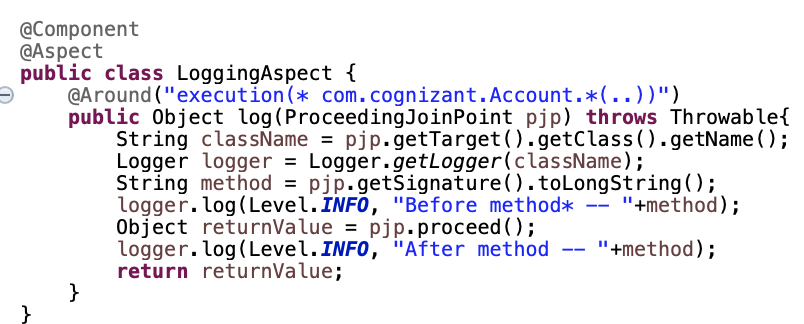 @Component
@Aspect
public class LoggingAspect {
@Around("execution(* com.cognizant.Account.*(..))")
public Object log(ProceedingJoinPoint pjp) throws Throwable{
String className = pjp.getTarget().getClass().getName();
Logger logger = Logger.getLogger(className);
String method = pjp.getSignature().toLongString();
logger.log(Level.INFO, "Before method* -- "+method);
Object returnValue = pjp.proceed();
logger.log(Level.INFO, "After method -- "+method);
return returnValue;
}
}